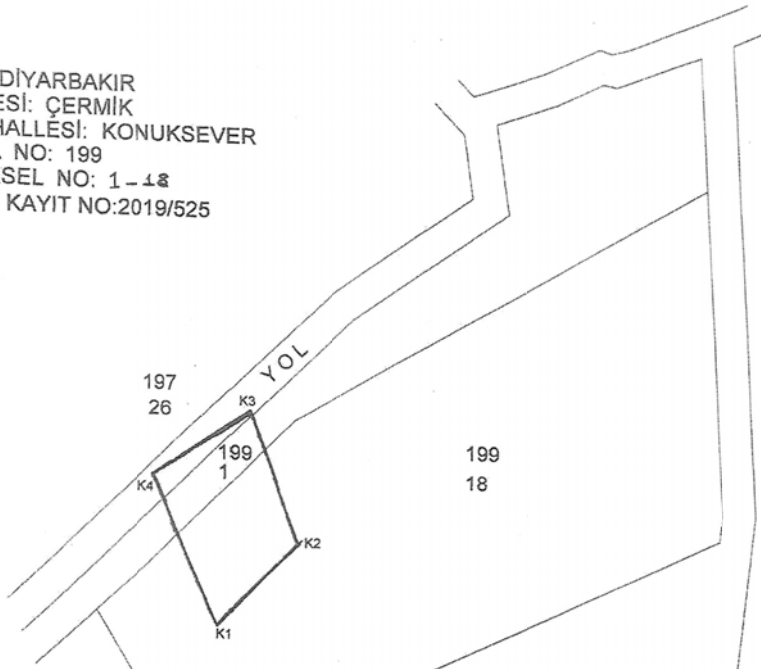 DİYARBAKIR
ESİ: ÇERMİK
HALLESİ: KONUKSEVER
. NO: 199
SEL NO: 1-18
KAYIT NO:2019/525
YOL
197
26
K3
199
1
199
18
K4
K2
K1